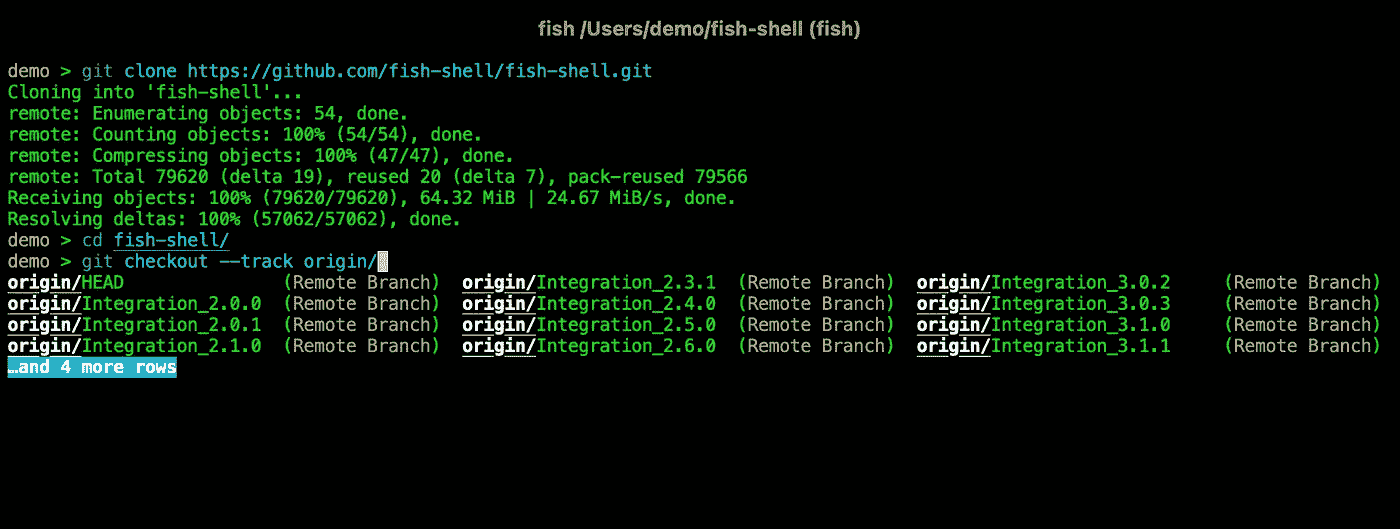 fish /Users/demo/fish-shell (fish)
demo > git clone https://github.com/fish-shell/fish-shell.git
Cloning into 'fish-shell'...
remote: Enumerating objects: 54, done.
remote: Counting objects: 100% (54/54), done.
remote: Compressing objects: 100% (47/47), done.
remote: Total 79620 (delta 19), reused 20 (delta 7), pack-reused 79566
Receiving objects: 100% (79620/79620), 64.32 MiB | 24.67 MiB/s, done.
Resolving deltas: 100% (57062/57062), done.
demo > cd fish-shell/
demo > git checkout --track origin/
origin/HEAD (Remote Branch) origin/Integration_2.3.1 (Remote Branch) origin/Integration_3.0.2 (Remote Branch)
origin/Integration_2.0.0 (Remote Branch) origin/Integration_2.4.0 (Remote Branch) origin/Integration_3.0.3 (Remote Branch)
origin/Integration_2.0.1 (Remote Branch) origin/Integration_2.5.0 (Remote Branch) origin/Integration_3.1.0 (Remote Branch)
origin/Integration_2.1.0 (Remote Branch) origin/Integration_2.6.0 (Remote Branch) origin/Integration_3.1.1 (Remote Branch)
…and 4 more rows